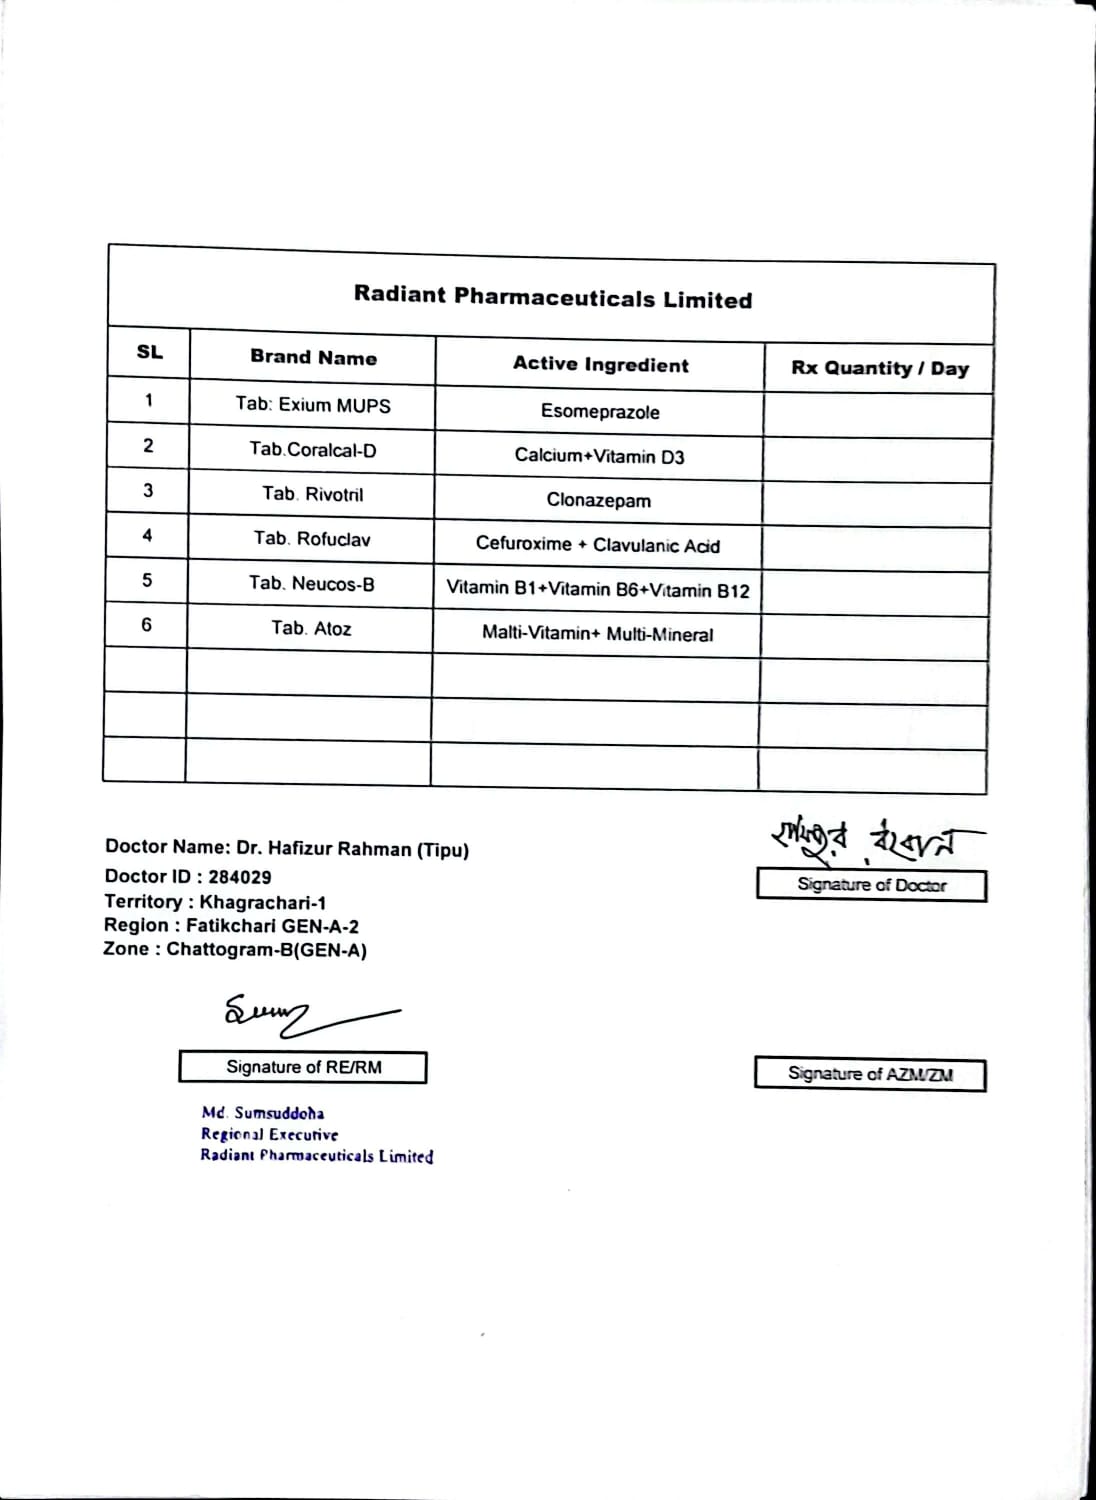 Radiant Pharmaceuticals Limited
SL Brand Name Active Ingredient Rx Quantity / Day
1 Tab: Exium MUPS Esomeprazole
2 Tab.Coralcal-D Calcium+Vitamin D3
3 Tab. Rivotril Clonazepam
4 Tab. Rofuclav Cefuroxime + Clavulanic Acid
5 Tab. Neucos-B Vitamin B1+Vitamin B6+Vitamin B12
6 Tab. Atoz Malti-Vitamin+ Multi-Mineral
Doctor Name: Dr. Hafizur Rahman (Tipu)
Doctor ID : 284029
Territory : Khagrachari-1
Region : Fatikchari GEN-A-2
Zone : Chattogram-B(GEN-A)
Signature of Doctor
Signature of RE/RM
Signature of AZM/ZM
Md. Sumsuddoha
Regional Executive
Radiant Pharmaceuticals Limited